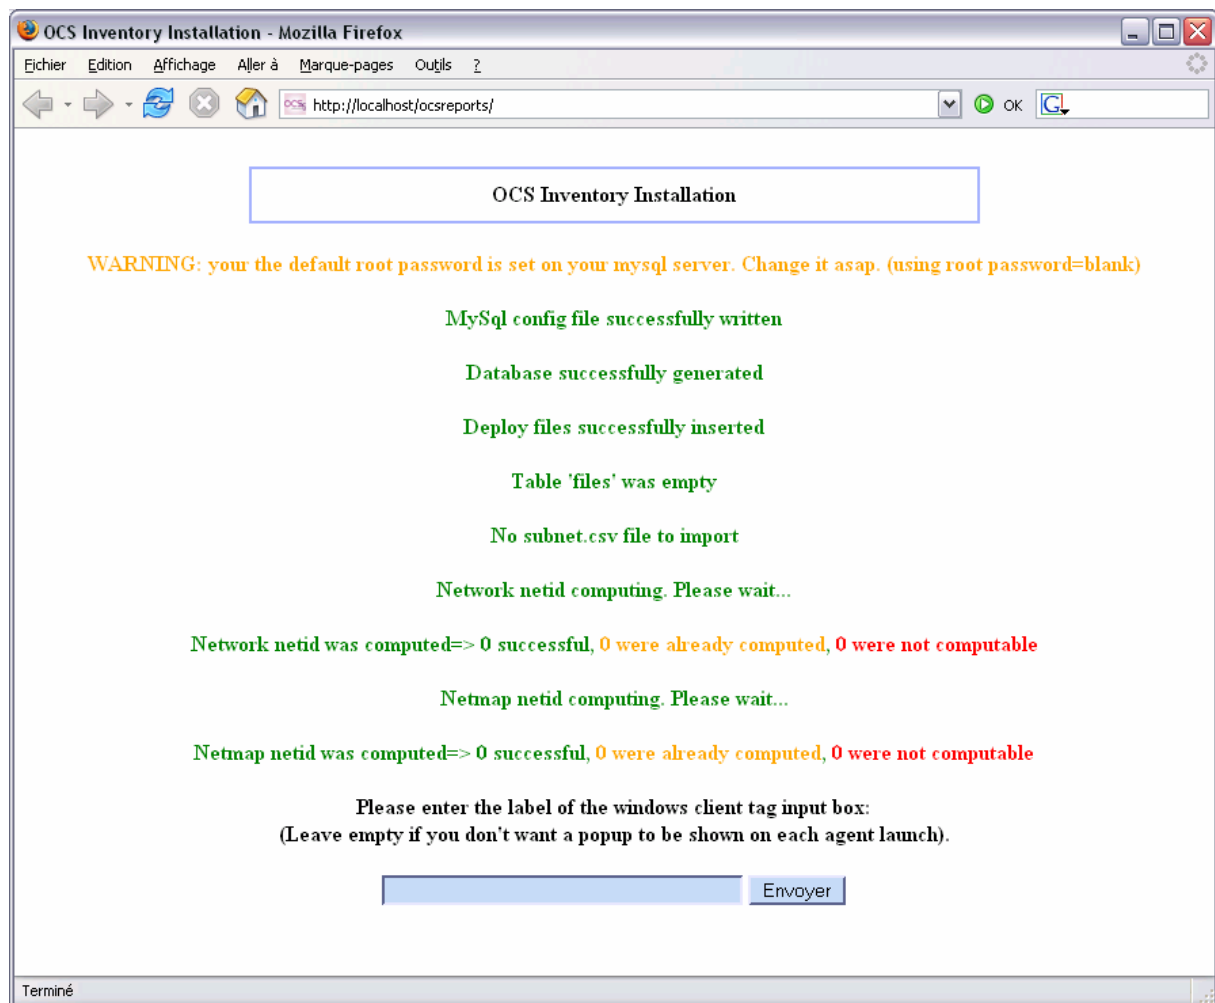 OCS Inventory Installation - Mozilla Firefox
Fichier Edition Affichage Aller à Marque-pages Outils ?
http://localhost/ocsreports/ OK G
OCS Inventory Installation
WARNING: your the default root password is set on your mysql server. Change it asap. (using root password=blank)
MySql config file successfully written
Database successfully generated
Deploy files successfully inserted
Table 'files' was empty
No subnet.csv file to import
Network netid computing. Please wait...
Network netid was computed=> 0 successful, 0 were already computed, 0 were not computable
Netmap netid computing. Please wait...
Netmap netid was computed=> 0 successful, 0 were already computed, 0 were not computable
Please enter the label of the windows client tag input box:
(Leave empty if you don't want a popup to be shown on each agent launch).
Envoyer
Terminé